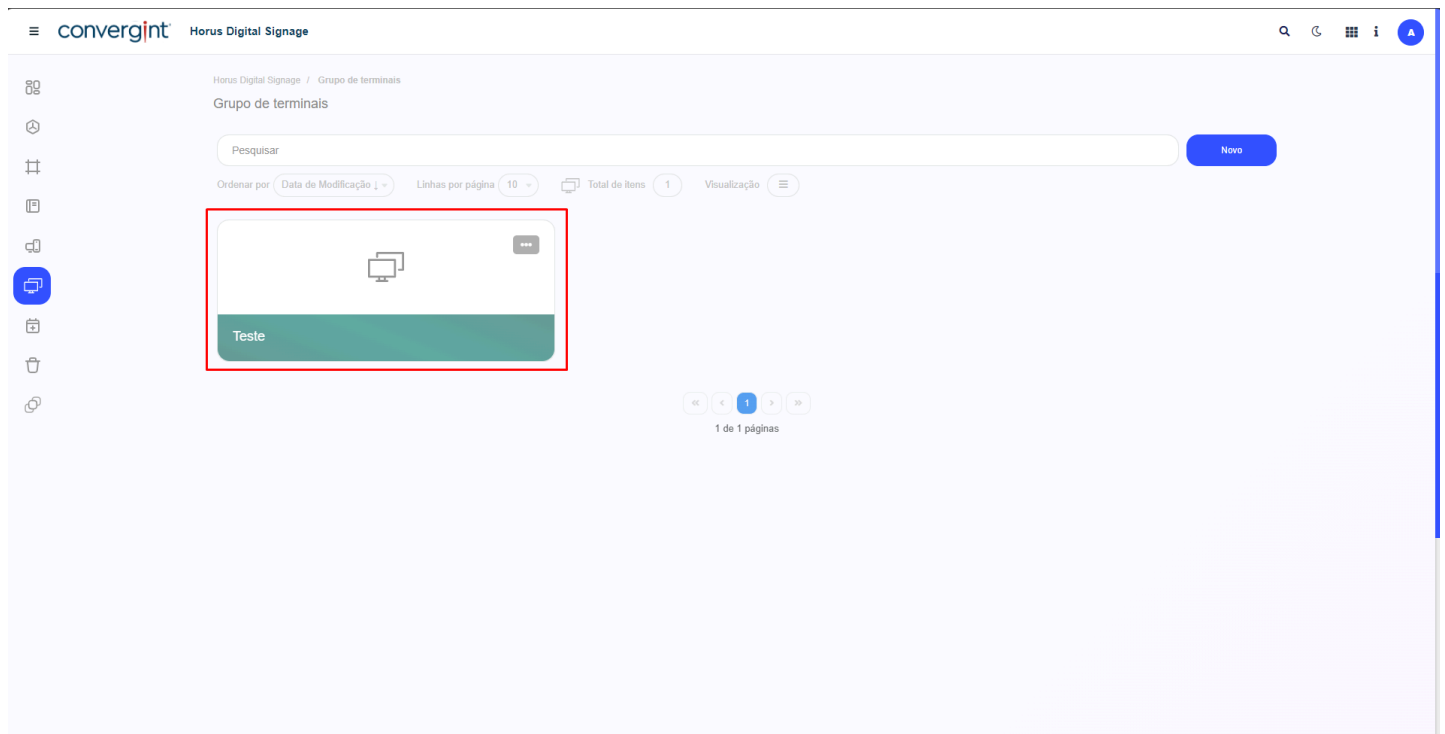 convergint Horus Digital Signage A
Horus Digital Signage / Grupo de terminais
Grupo de terminais
Pesquisar Novo
Ordenar por Data de Modificação ↓ Linhas por página 10 Total de itens 1 Visualização
Teste
« ‹ 1 › »
1 de 1 páginas